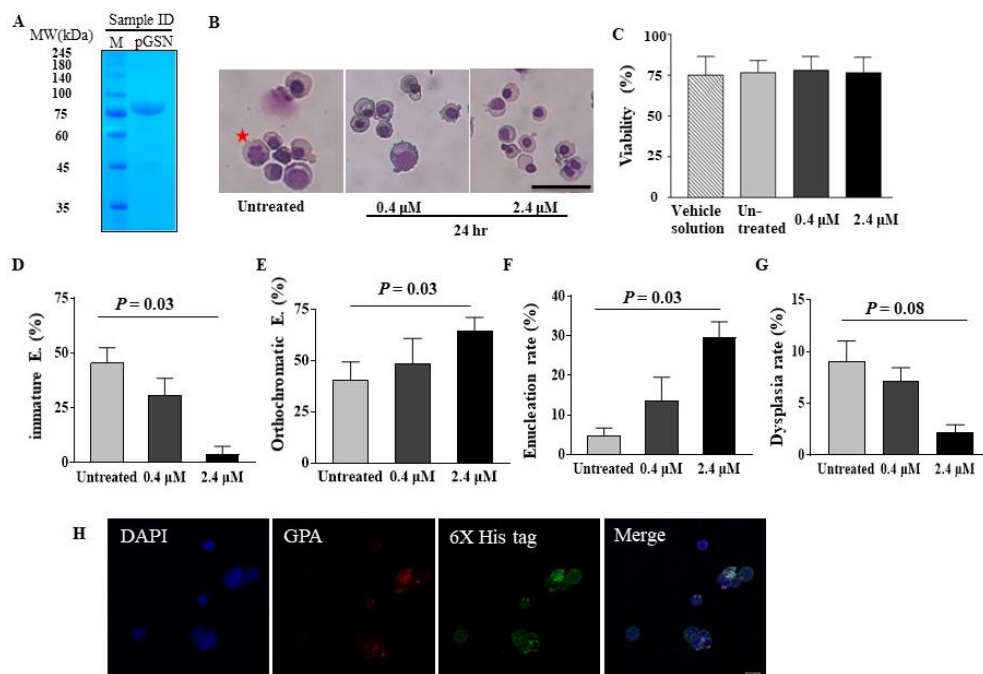 A
Sample ID
MW(kDa)
M pGSN
245
180
140
100
75
60
45
35
B
Untreated
0.4 μM
2.4 μM
24 hr
C
Viability (%)
100
75
50
25
0
Vehicle solution
Un-treated
0.4 μM
2.4 μM
D
immature E. (%)
75
50
25
0
P = 0.03
Untreated 0.4 μM 2.4 μM
E
Orthochromatic E. (%)
75
50
25
0
P = 0.03
Untreated 0.4 μM 2.4 μM
F
Enucleation rate (%)
40
30
20
10
0
P = 0.03
Untreated 0.4 μM 2.4 μM
G
Dysplasia rate (%)
15
10
5
0
P = 0.08
Untreated 0.4 μM 2.4 μM
H
DAPI
GPA
6X His tag
Merge